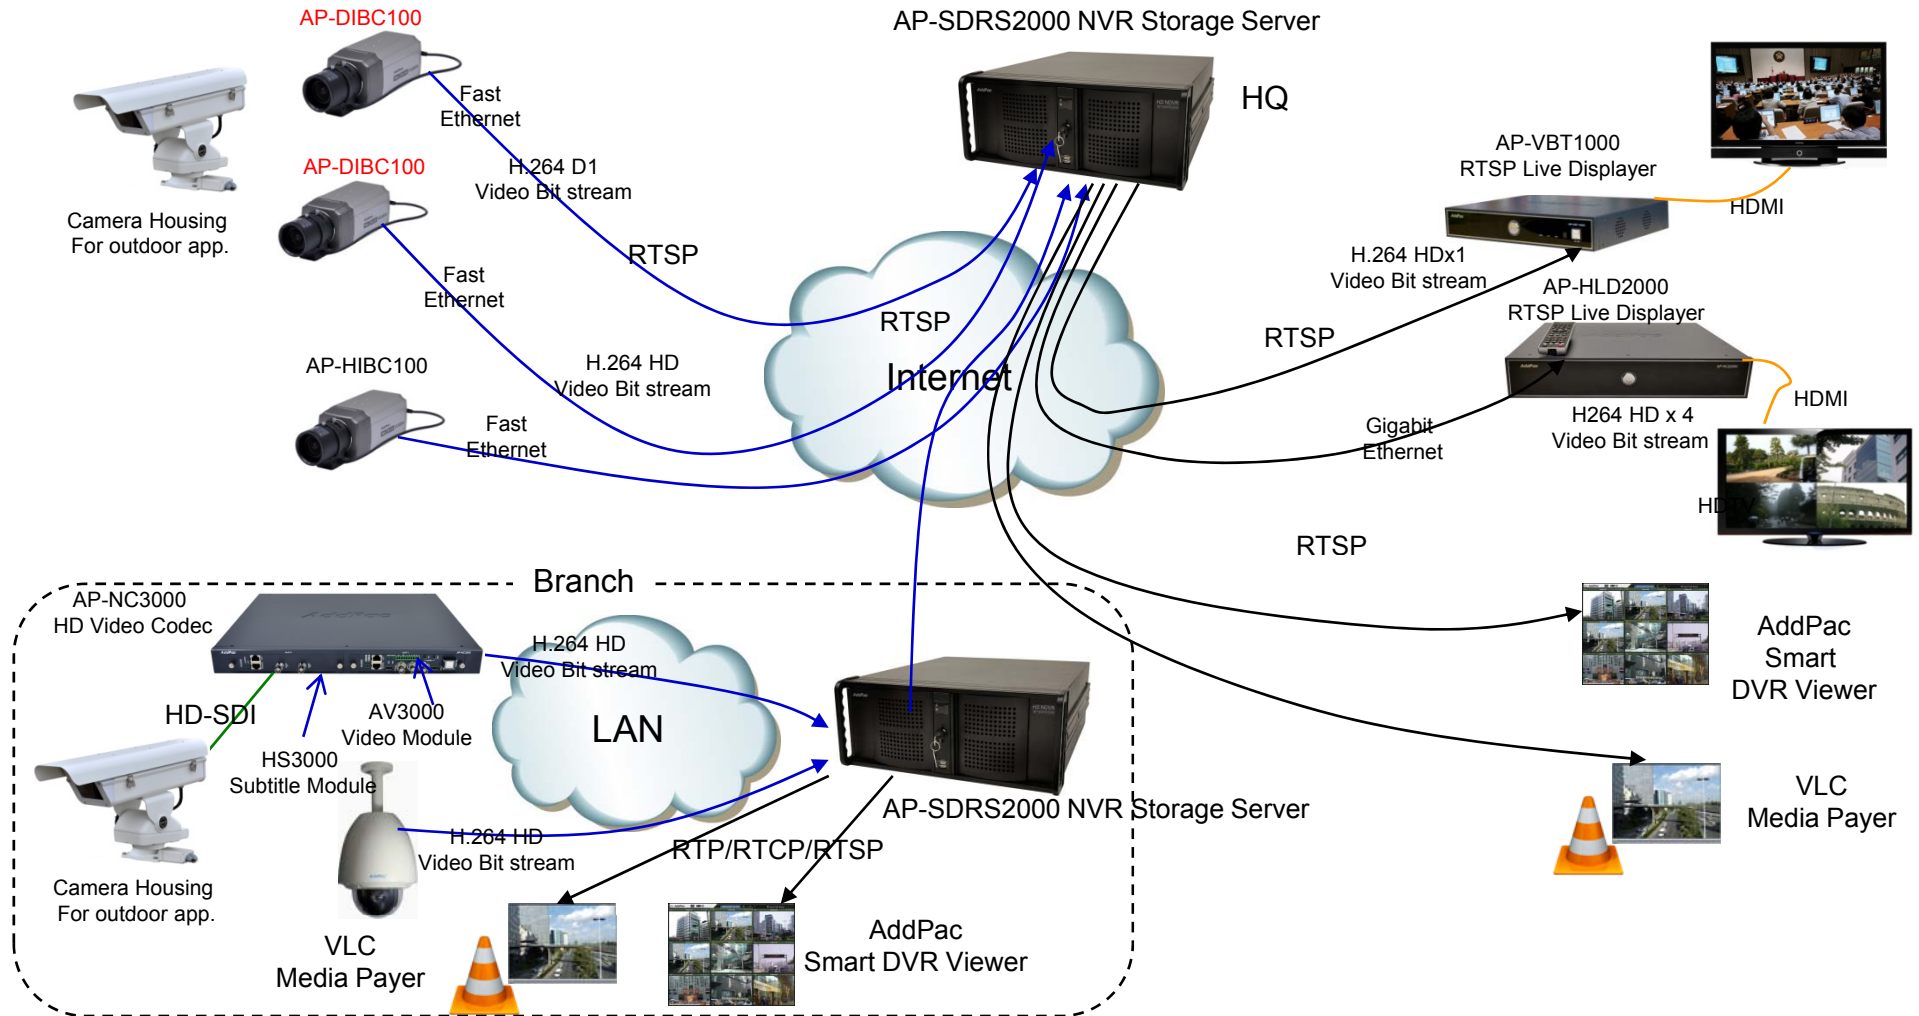 AP-DIBC100
AP-SDRS2000 NVR Storage Server
HQ
Fast
Ethernet
AP-DIBC100
H.264 D1
Video Bit stream
Camera Housing
For outdoor app.
RTSP
Fast
Ethernet
AP-VBT1000
RTSP Live Displayer
HDMI
H.264 HDx1
Video Bit stream
AP-HLD2000
RTSP Live Displayer
RTSP
RTSP
Internet
AP-HIBC100
H.264 HD
Video Bit stream
AddPac
HDMI
Fast
Ethernet
Gigabit
Ethernet
H264 HD x 4
Video Bit stream
HDTV
RTSP
Branch
AP-NC3000
HD Video Codec
AddPac
H.264 HD
Video Bit stream
LAN
HD-SDI
AV3000
Video Module
HS3000
Subtitle Module
AddPac
Smart
DVR Viewer
AP-SDRS2000 NVR Storage Server
H.264 HD
Video Bit stream
RTP/RTCP/RTSP
VLC
Media Payer
Camera Housing
For outdoor app.
VLC
Media Payer
AddPac
Smart DVR Viewer